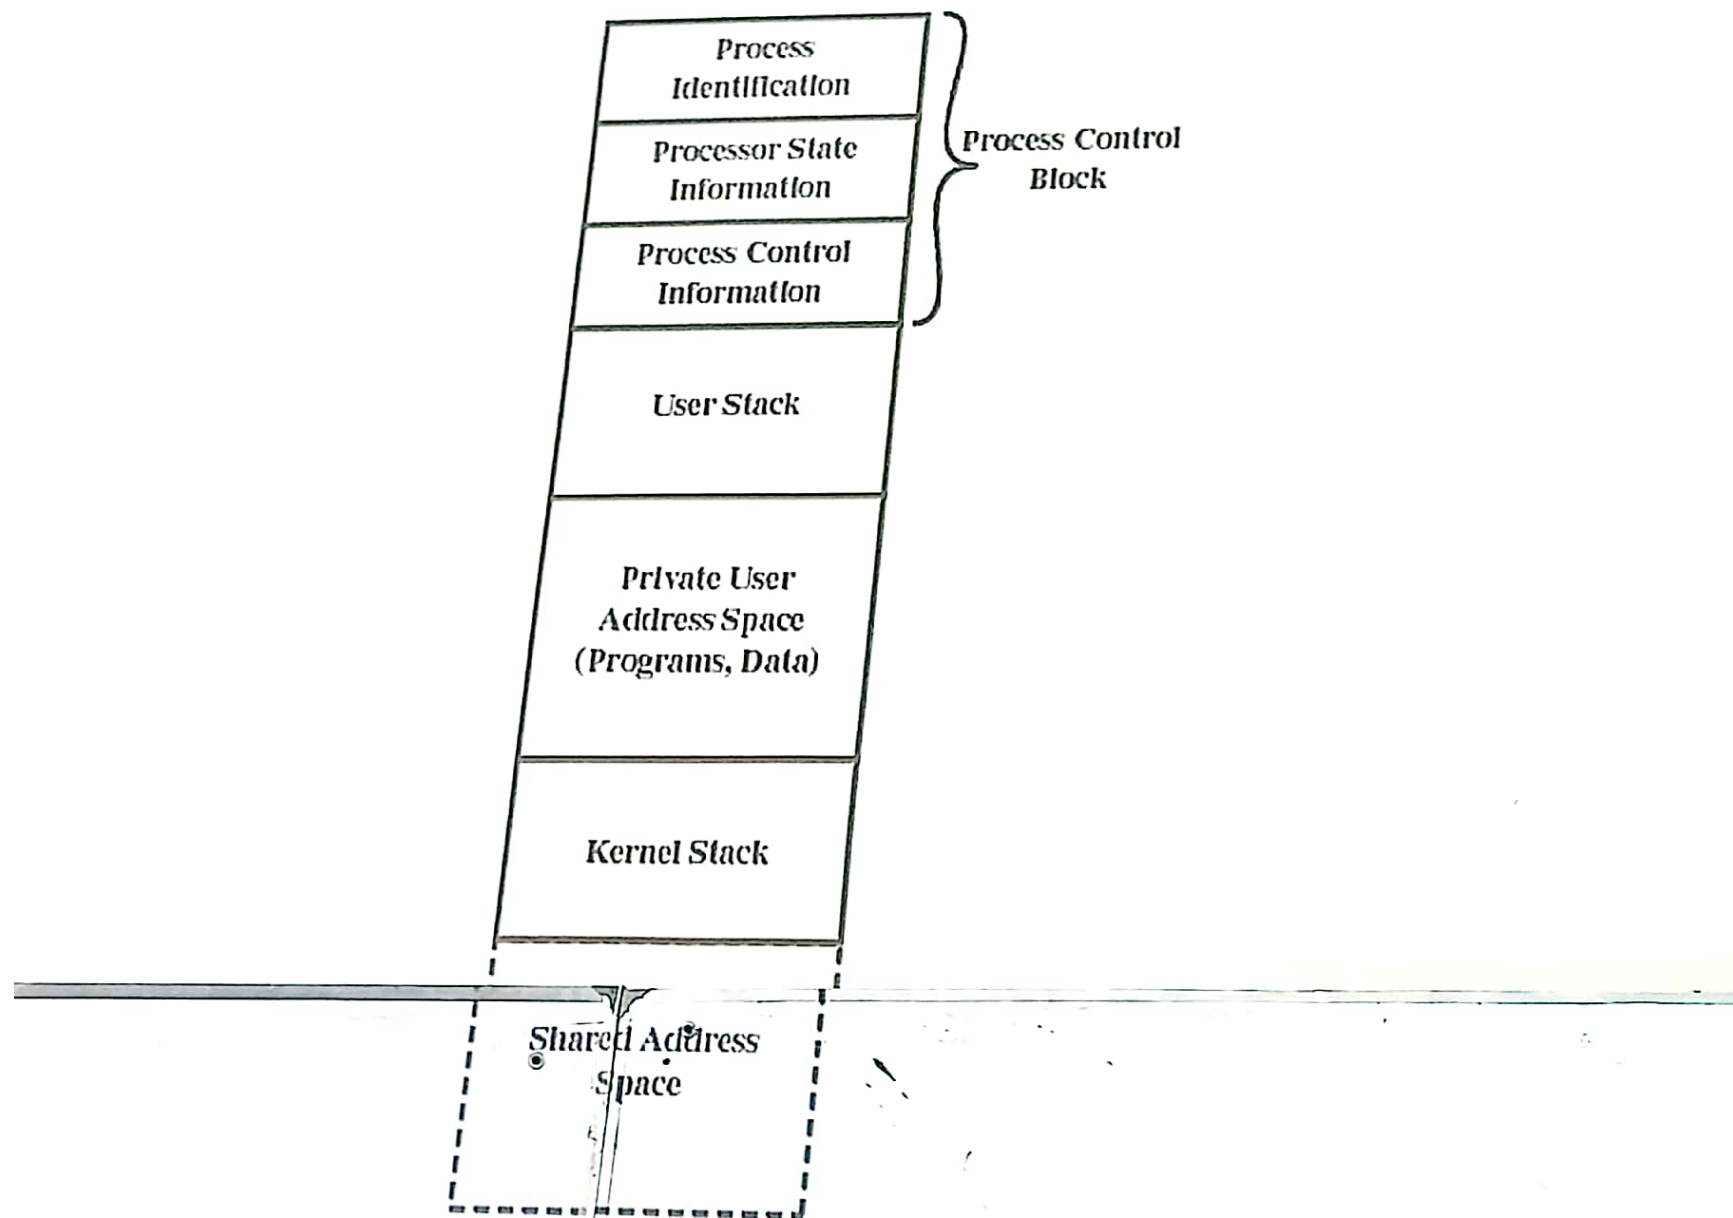 Process
Identification
Processor State
Information
Process Control
Information
Process Control
Block
User Stack
Private User
Address Space
(Programs, Data)
Kernel Stack
Shared Address
Space